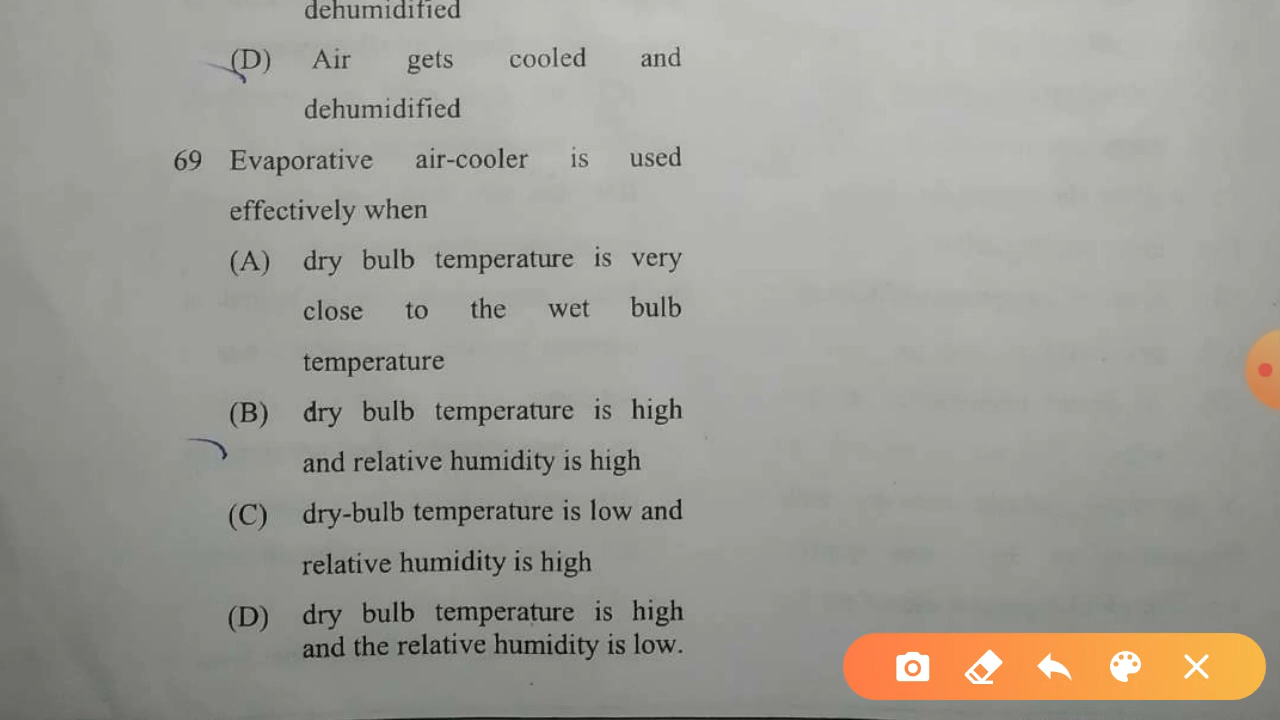 dehumidified
(D) Air gets cooled and
dehumidified
69 Evaporative air-cooler is used
effectively when
(A) dry bulb temperature is very
close to the wet bulb
temperature
(B) dry bulb temperature is high
and relative humidity is high
(C) dry-bulb temperature is low and
relative humidity is high
(D) dry bulb temperature is high
and the relative humidity is low.